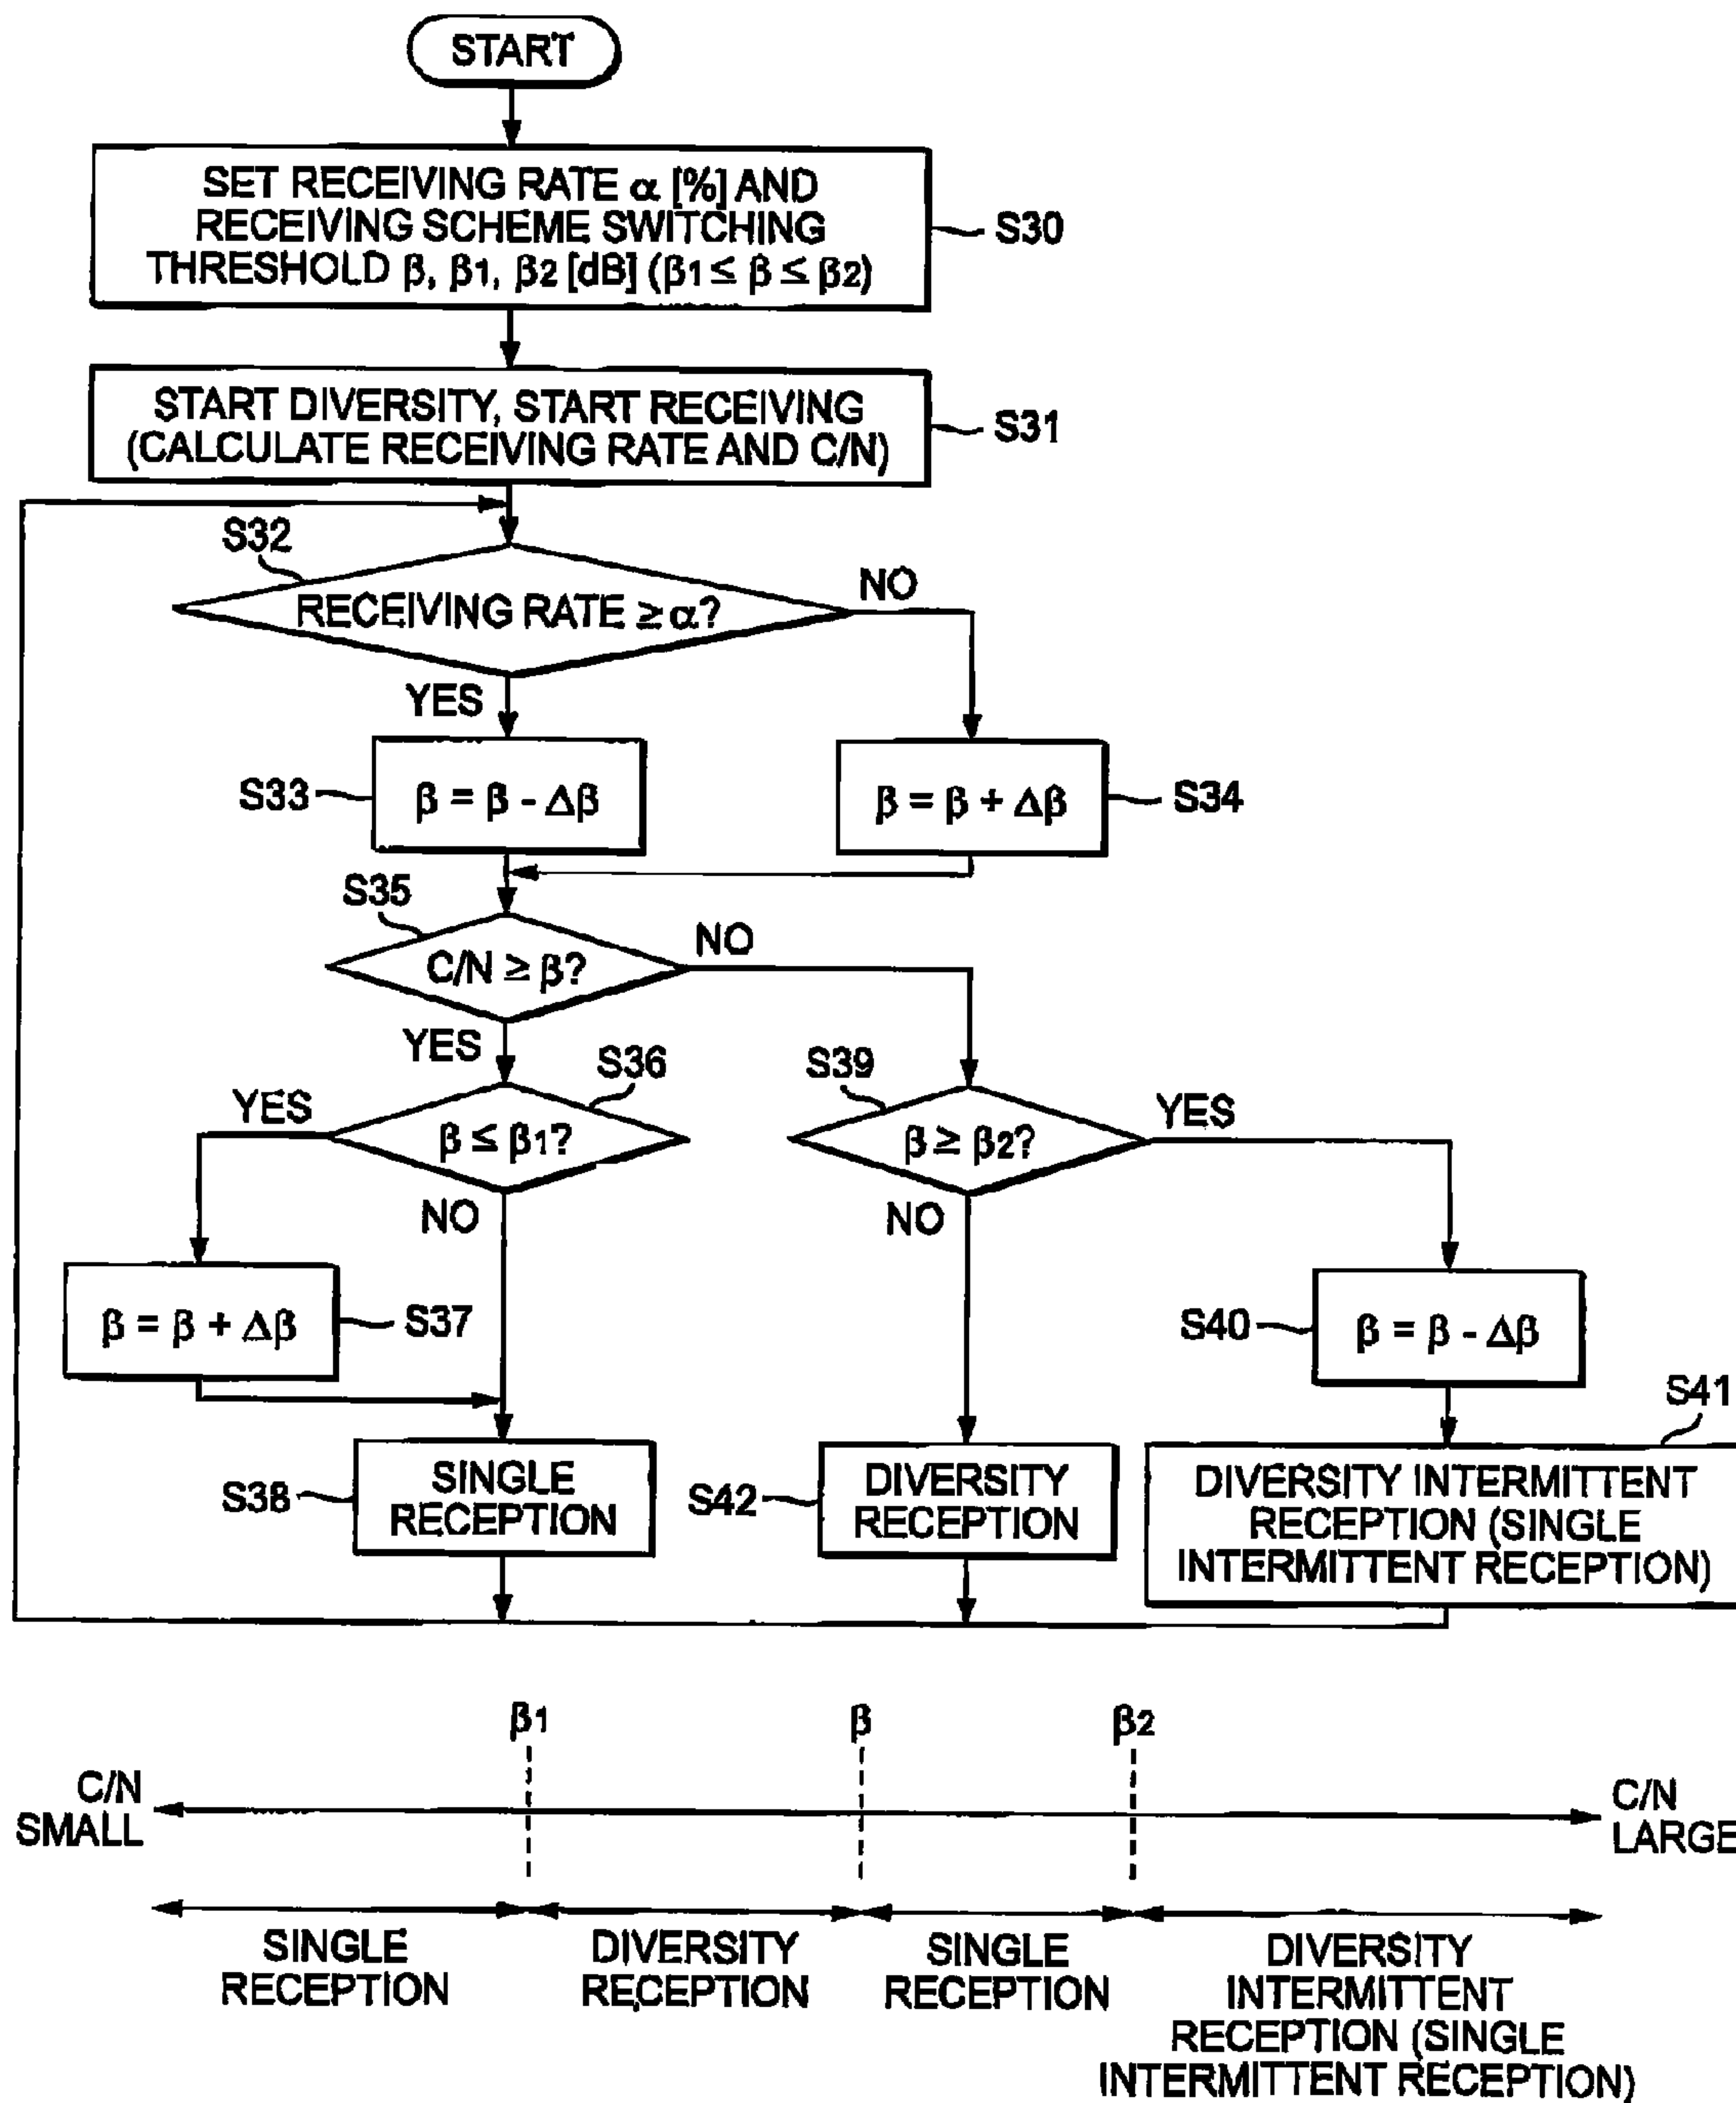 START
SET RECEIVING RATE α [%] AND
RECEIVING SCHEME SWITCHING
THRESHOLD β, β1, β2 [dB] (β1 ≤ β ≤ β2)
S30
START DIVERSITY, START RECEIVING
(CALCULATE RECEIVING RATE AND C/N)
S31
S32
RECEIVING RATE ≥ α?
NO
YES
S33
β = β - Δβ
β = β + Δβ
S34
S35
C/N ≥ β?
NO
YES
S36
β ≤ β1?
YES
NO
S39
β ≥ β2?
YES
NO
β = β + Δβ
S37
S40
β = β - Δβ
S38
SINGLE
RECEPTION
S42
DIVERSITY
RECEPTION
S41
DIVERSITY INTERMITTENT
RECEPTION (SINGLE
INTERMITTENT RECEPTION)
β1
β
β2
C/N
SMALL
C/N
LARGE
SINGLE
RECEPTION
DIVERSITY
RECEPTION
SINGLE
RECEPTION
DIVERSITY
INTERMITTENT
RECEPTION (SINGLE
INTERMITTENT RECEPTION)